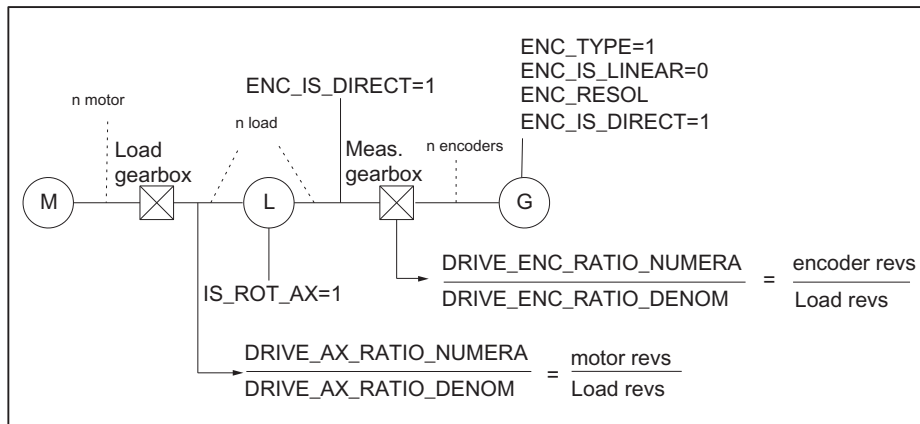 ENC_TYPE=1
ENC_IS_LINEAR=0
ENC_RESOL
ENC_IS_DIRECT=1
ENC_IS_DIRECT=1
n motor
n load
n encoders
Load
gearbox
Meas.
gearbox
M
L
G
IS_ROT_AX=1
DRIVE_ENC_RATIO_NUMERA
DRIVE_ENC_RATIO_DENOM
=
encoder revs
Load revs
DRIVE_AX_RATIO_NUMERA
DRIVE_AX_RATIO_DENOM
=
motor revs
Load revs